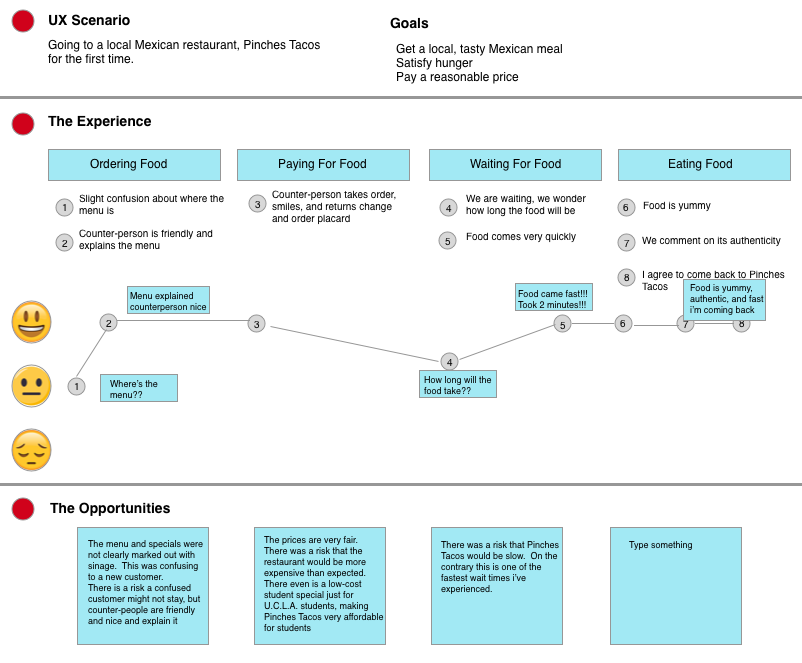 UX Scenario
Going to a local Mexican restaurant, Pinches Tacos
for the first time.
Goals
Get a local, tasty Mexican meal
Satisfy hunger
Pay a reasonable price
The Experience
Ordering Food
Paying For Food
Waiting For Food
Eating Food
1
Slight confusion about where the
menu is
2
Counter-person is friendly and
explains the menu
3
Counter-person takes order,
smiles, and returns change
and order placard
4
We are waiting, we wonder
how long the food will be
5
Food comes very quickly
6
Food is yummy
7
We comment on its authenticity
8
I agree to come back to Pinches
Tacos
Menu explained
counterperson nice
Food came fast!!!
Took 2 minutes!!!
Food is yummy,
authentic, and fast
i'm coming back
2
3
5
6
7
8
4
1
Where's the
menu??
How long will the
food take??
The Opportunities
The menu and specials were
not clearly marked out with
sinage. This was confusing
to a new customer.
There is a risk a confused
customer might not stay, but
counter-people are friendly
and nice and explain it
The prices are very fair.
There was a risk that the
restaurant would be more
expensive than expected.
There even is a low-cost
student special just for
U.C.L.A. students, making
Pinches Tacos very affordable
for students
There was a risk that Pinches
Tacos would be slow. On the
contrary this is one of the
fastest wait times i've
experienced.
Type something